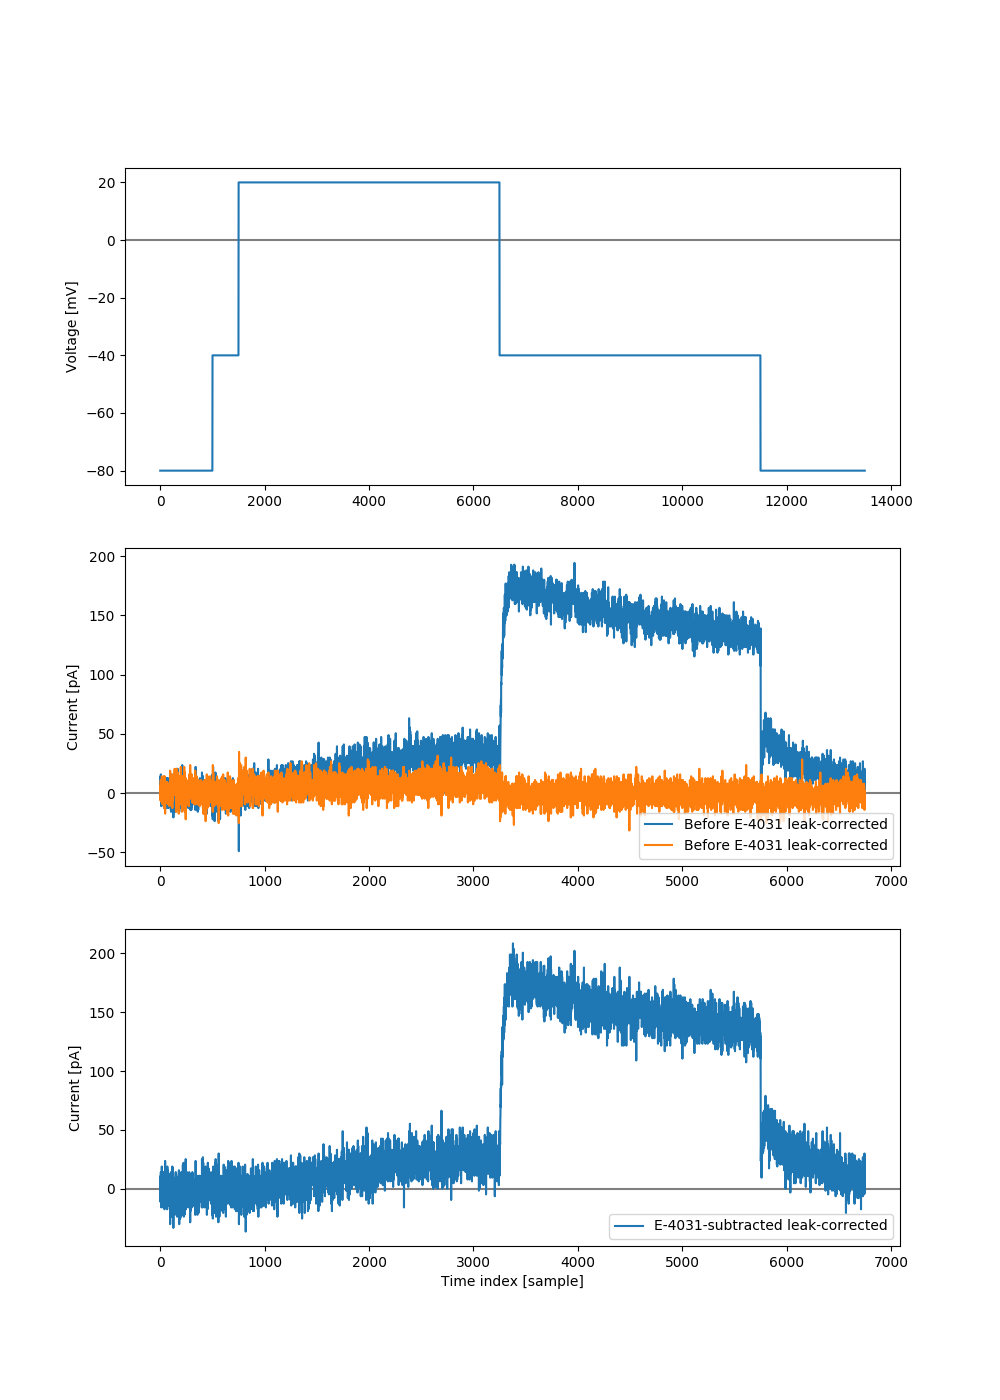 20
0
−20
−40
−60
−80
Voltage [mV]
0 2000 4000 6000 8000 10000 12000 14000
200
150
100
50
0
−50
Current [pA]
Before E-4031 leak-corrected
Before E-4031 leak-corrected
0 1000 2000 3000 4000 5000 6000 7000
200
150
100
50
0
Current [pA]
E-4031-subtracted leak-corrected
0 1000 2000 3000 4000 5000 6000 7000
Time index [sample]